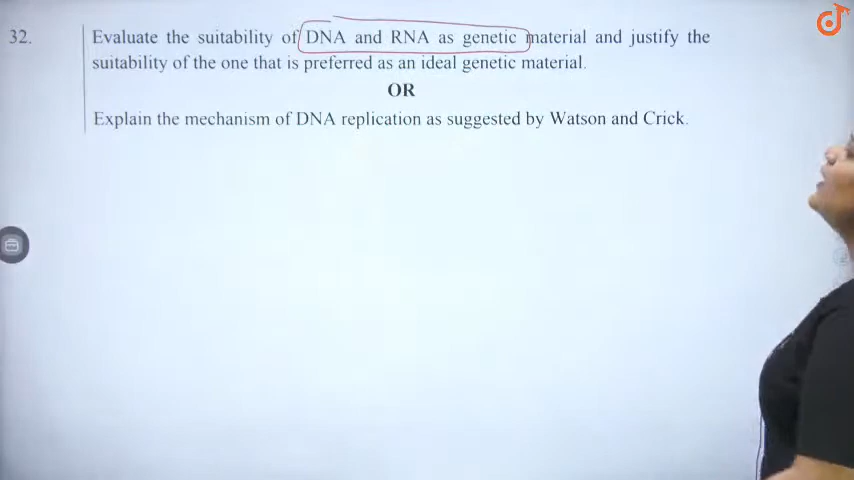 32. Evaluate the suitability of DNA and RNA as genetic material and justify the
suitability of the one that is preferred as an ideal genetic material.
OR
Explain the mechanism of DNA replication as suggested by Watson and Crick.